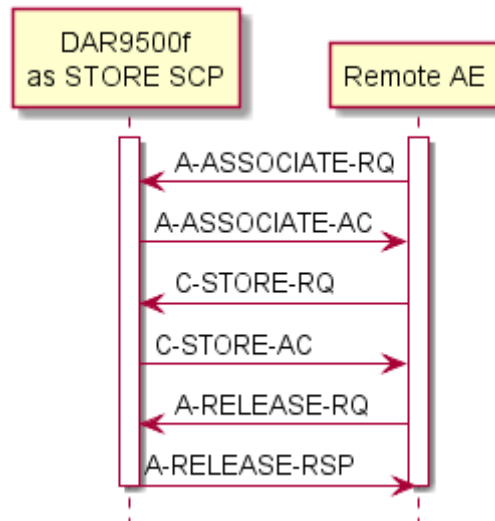 DAR9500f
as STORE SCP
Remote AE
A-ASSOCIATE-RQ
A-ASSOCIATE-AC
C-STORE-RQ
C-STORE-AC
A-RELEASE-RQ
A-RELEASE-RSP